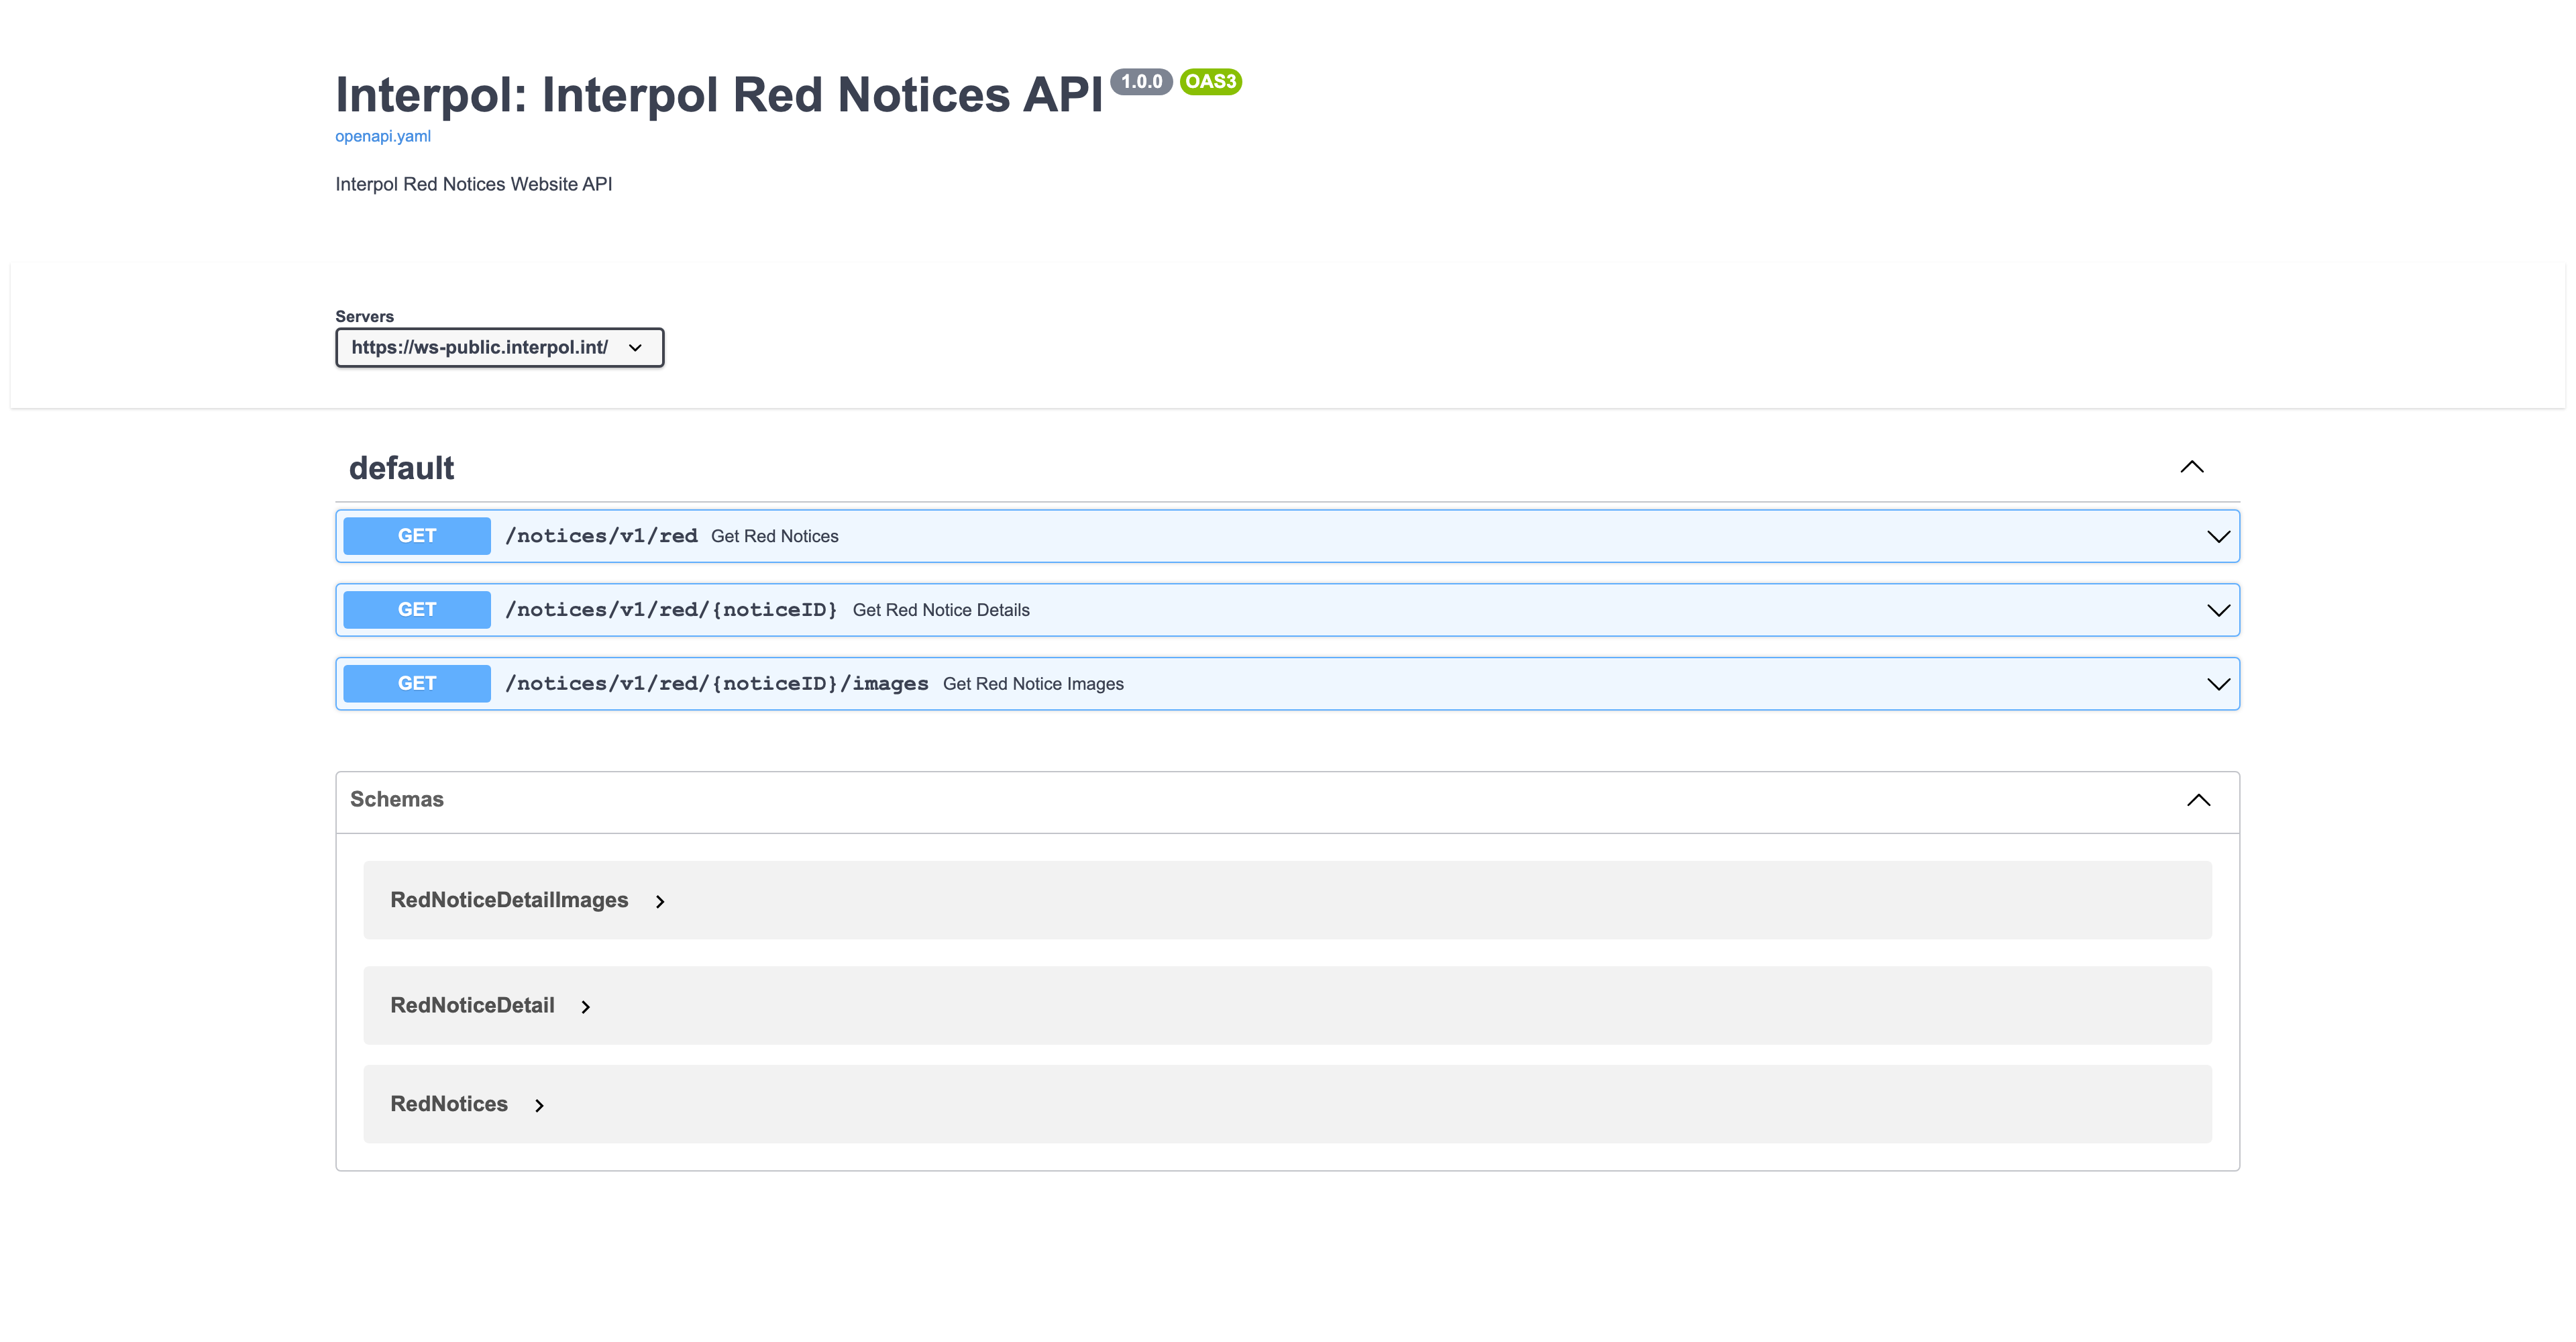 Interpol: Interpol Red Notices API 1.0.0 OAS3
openapi.yaml
Interpol Red Notices Website API
Servers
https://ws-public.interpol.int/
default
GET /notices/v1/red Get Red Notices
GET /notices/v1/red/{noticeID} Get Red Notice Details
GET /notices/v1/red/{noticeID}/images Get Red Notice Images
Schemas
RedNoticeDetailImages
RedNoticeDetail
RedNotices